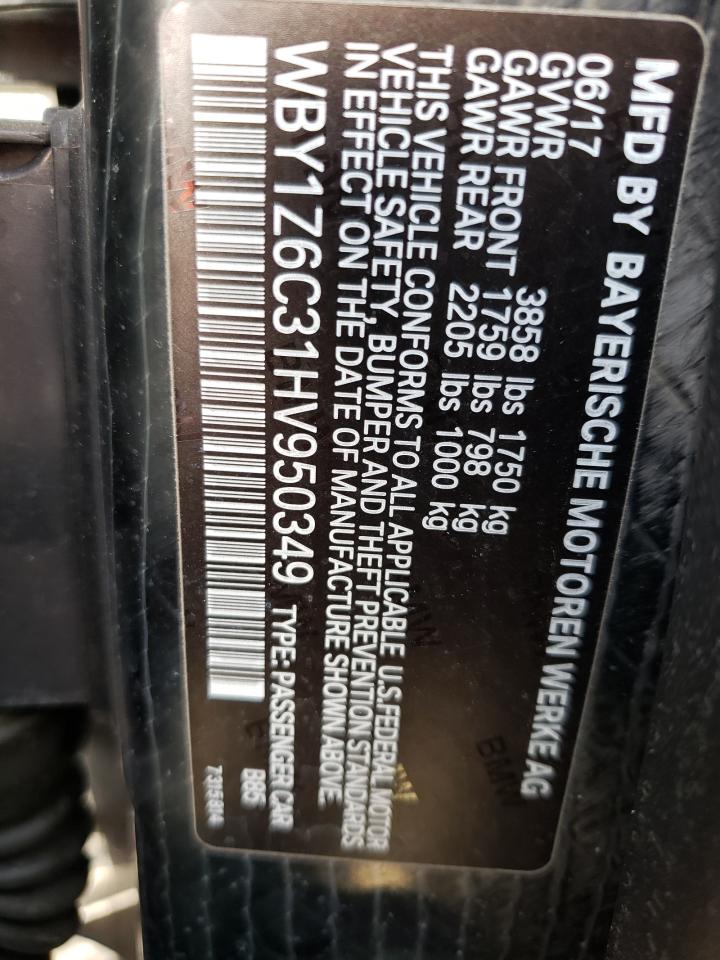 MFD BY BAYERISCHE MOTOREN WERKE AG
06/17
GVWR 3858 lbs 1750 kg
GAWR FRONT 1759 lbs 798 kg
GAWR REAR 2205 lbs 1000 kg
THIS VEHICLE CONFORMS TO ALL APPLICABLE U.S.FEDERAL MOTOR
VEHICLE SAFETY, BUMPER AND THEFT PREVENTION STANDARDS
IN EFFECT ON THE DATE OF MANUFACTURE SHOWN ABOVE.
WBY1Z6C31HV950349 TYPE: PASSENGER CAR
B85
7355804
BMW